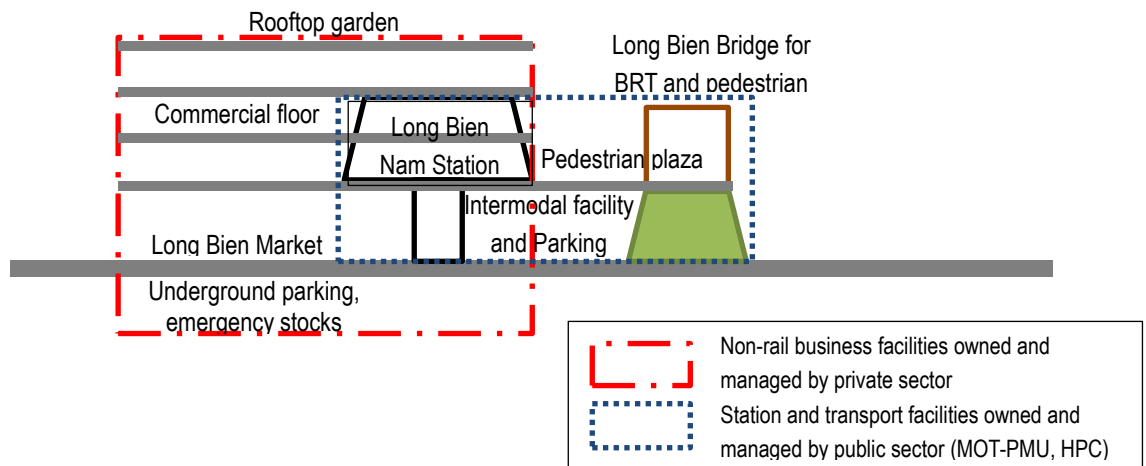 Rooftop garden
Long Bien Bridge for
BRT and pedestrian
Commercial floor
Long Bien
Nam Station
Pedestrian plaza
Intermodal facility
and Parking
Long Bien Market
Underground parking,
emergency stocks
Non-rail business facilities owned and
managed by private sector
Station and transport facilities owned and
managed by public sector (MOT-PMU, HPC)